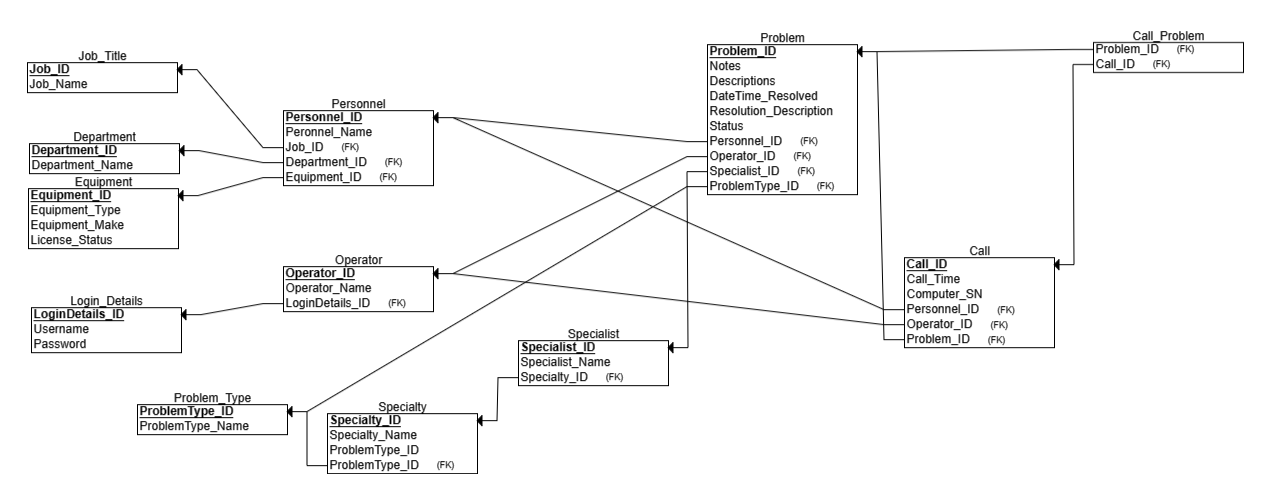 Job_Title
Job_ID
Job_Name
Department
Department_ID
Department_Name
Equipment
Equipment_ID
Equipment_Type
Equipment_Make
License_Status
Login_Details
LoginDetails_ID
Username
Password
Personnel
Personnel_ID
Peronnel_Name
Job_ID (FK)
Department_ID (FK)
Equipment_ID (FK)
Operator
Operator_ID
Operator_Name
LoginDetails_ID (FK)
Problem_Type
ProblemType_ID
ProblemType_Name
Specialty
Specialty_ID
Specialty_Name
ProblemType_ID
ProblemType_ID (FK)
Specialist
Specialist_ID
Specialist_Name
Specialty_ID (FK)
Problem
Problem_ID
Notes
Descriptions
DateTime_Resolved
Resolution_Description
Status
Personnel_ID (FK)
Operator_ID (FK)
Specialist_ID (FK)
ProblemType_ID (FK)
Call_Problem
Problem_ID (FK)
Call_ID (FK)
Call
Call_ID
Call_Time
Computer_SN
Personnel_ID (FK)
Operator_ID (FK)
Problem_ID (FK)